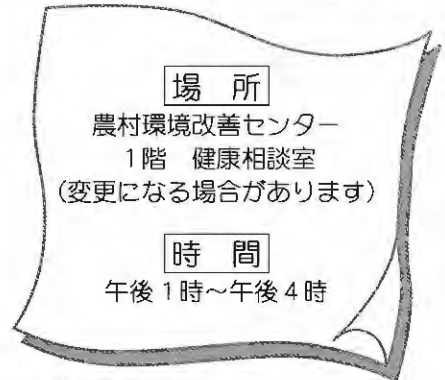 場　所
農村環境改善センター
1階　健康相談室
（変更になる場合があります）
時　間
午後1時～午後4時